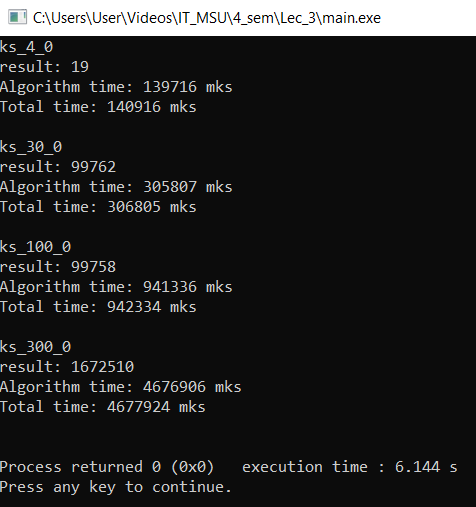 C:\Users\User\Videos\IT_MSU\4_sem\Lec_3\main.exe
ks_4_0
result: 19
Algorithm time: 139716 mks
Total time: 140916 mks
ks_30_0
result: 99762
Algorithm time: 305807 mks
Total time: 306805 mks
ks_100_0
result: 99758
Algorithm time: 941336 mks
Total time: 942334 mks
ks_300_0
result: 1672510
Algorithm time: 4676906 mks
Total time: 4677924 mks
Process returned 0 (0x0)   execution time : 6.144 s
Press any key to continue.